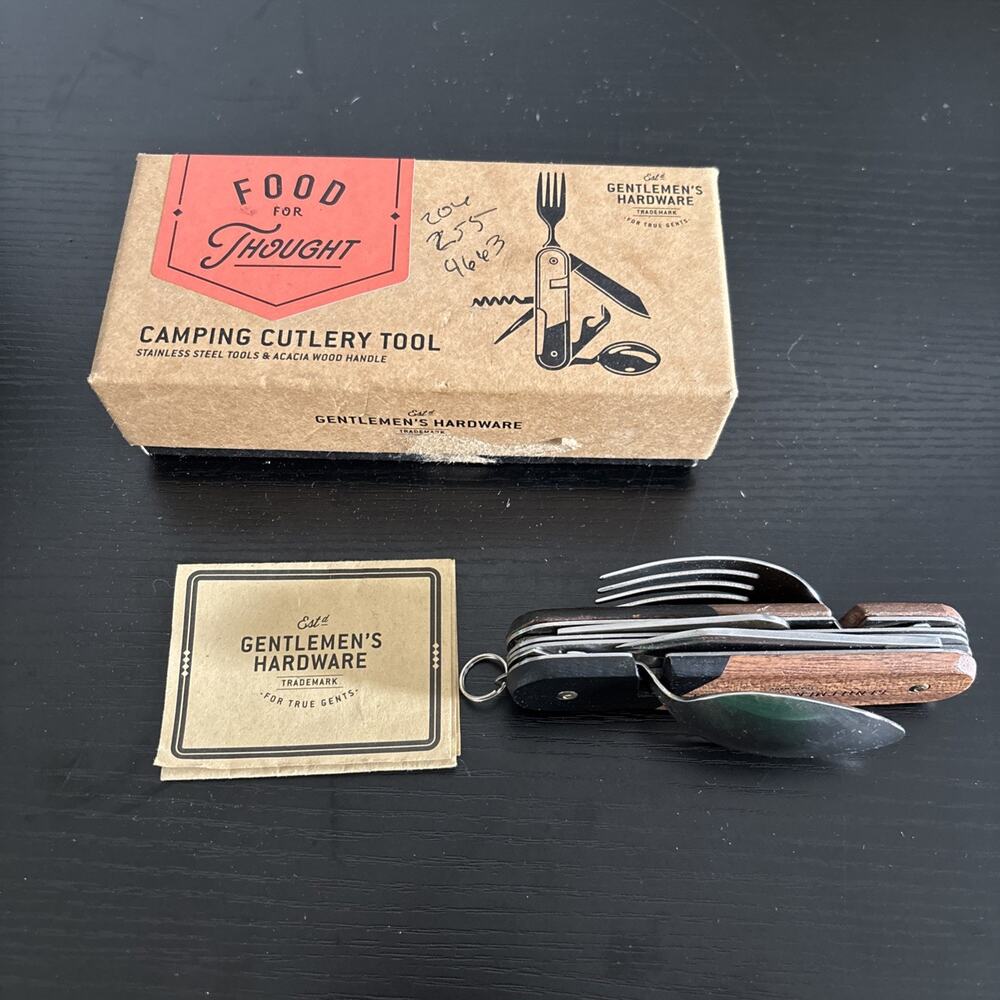 FOOD
FOR
THOUGHT
204
255
4643
Est d
GENTLEMEN'S
HARDWARE
TRADEMARK
-FOR TRUE GENTS-
CAMPING CUTLERY TOOL
STAINLESS STEEL TOOLS & ACACIA WOOD HANDLE
Est d
GENTLEMEN'S HARDWARE
TRADEMARK
Est d
GENTLEMEN'S
HARDWARE
TRADEMARK
-FOR TRUE GENTS-